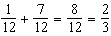 1/12 + 7/12 = 8/12 = 2/3